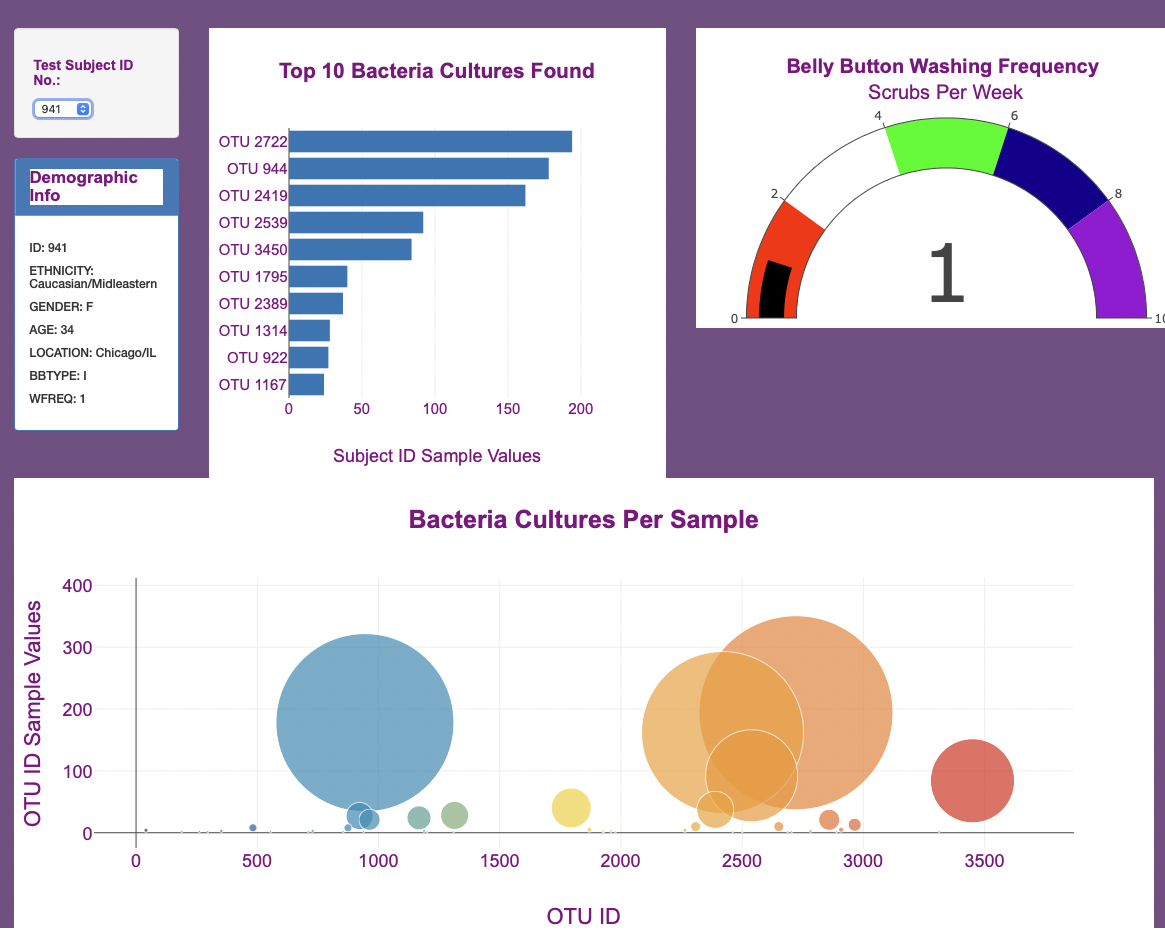 Test Subject ID
No.:
941
Demographic
Info
ID: 941
ETHNICITY:
Caucasian/Midleastern
GENDER: F
AGE: 34
LOCATION: Chicago/IL
BBTYPE: I
WFREQ: 1
Top 10 Bacteria Cultures Found
OTU 2722
OTU 944
OTU 2419
OTU 2539
OTU 3450
OTU 1795
OTU 2389
OTU 1314
OTU 922
OTU 1167
0 50 100 150 200
Subject ID Sample Values
Belly Button Washing Frequency
Scrubs Per Week
4 6
2 8
1
0 10
Bacteria Cultures Per Sample
OTU ID Sample Values
400
300
200
100
0
0 500 1000 1500 2000 2500 3000 3500
OTU ID